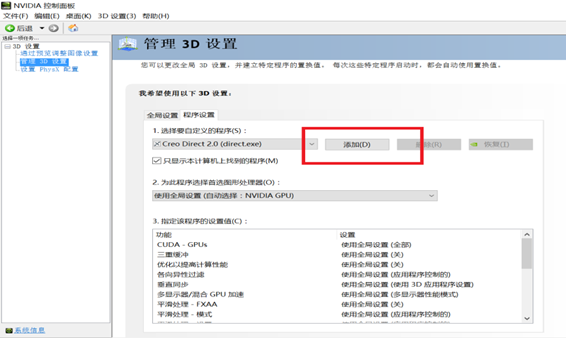 NVIDIA 控制面板
文件(F) 编辑(E) 桌面(K) 3D 设置(3) 帮助(H)
后退
选择一项任务...
3D 设置
通过预览调整图像设置
管理 3D 设置
设置 PhysX 配置
管理 3D 设置
您可以更改全局 3D 设置，并建立特定程序的置换值。 每次这些特定程序启动时，都会自动使用置换值。
我希望使用以下 3D 设置：
全局设置 程序设置
1. 选择要自定义的程序(S)：
Creo Direct 2.0 (direct.exe) 添加(D) 删除(R) 恢复(T)
只显示本计算机上找到的程序(M)
2. 为此程序选择首选图形处理器(O)：
使用全局设置 (自动选择：NVIDIA GPU)
3. 指定该程序的设置值(C)：
功能 设置
CUDA - GPUs 使用全局设置 (全部)
三重缓冲 使用全局设置 (关)
优化以提高计算性能 使用全局设置 (关)
各向异性过滤 使用全局设置 (应用程序控制的)
垂直同步 使用全局设置 (使用 3D 应用程序设置)
多显示器/混合 GPU 加速 使用全局设置 (多显示器性能模式)
平滑处理 - FXAA 使用全局设置 (关)
平滑处理 - 模式 使用全局设置 (应用程序控制的)
系统信息